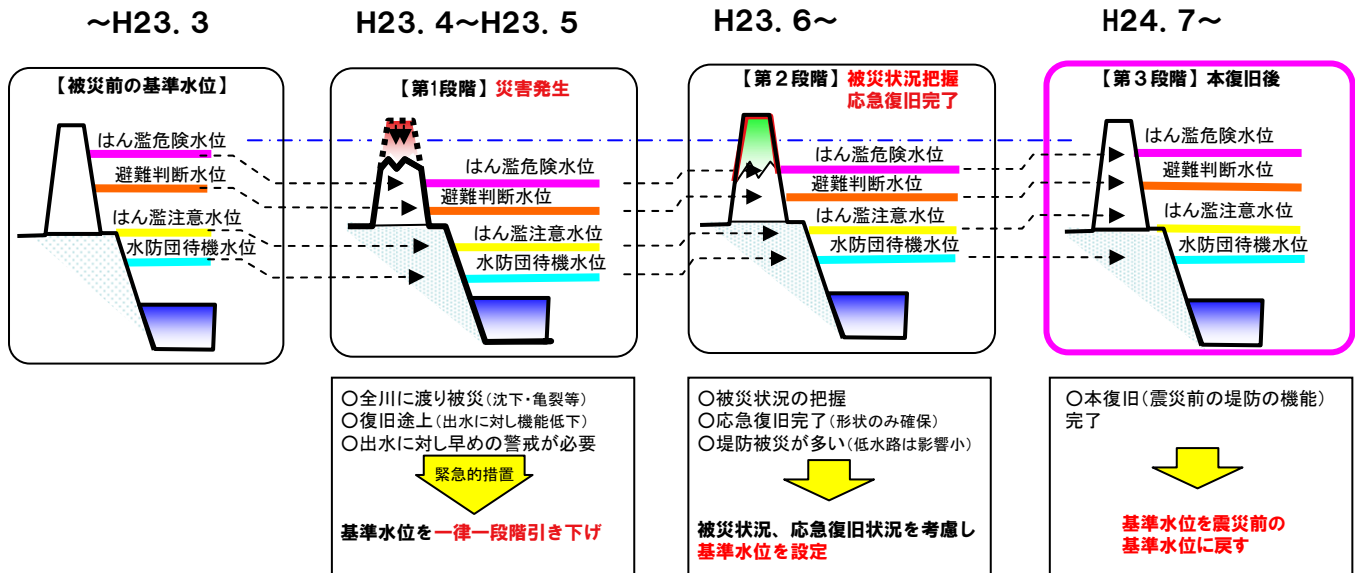 ～H23．3
H23．4～H23．5
H23．6～
H24．7～
【被災前の基準水位】
はん濫危険水位
避難判断水位
はん濫注意水位
水防団待機水位
【第1段階】災害発生
はん濫危険水位
避難判断水位
はん濫注意水位
水防団待機水位
【第２段階】被災状況把握
応急復旧完了
はん濫危険水位
避難判断水位
はん濫注意水位
水防団待機水位
【第３段階】本復旧後
はん濫危険水位
避難判断水位
はん濫注意水位
水防団待機水位
○全川に渡り被災（沈下・亀裂等）
○復旧途上（出水に対し機能低下）
○出水に対し早めの警戒が必要
緊急的措置
基準水位を一律一段階引き下げ
○被災状況の把握
○応急復旧完了（形状のみ確保）
○堤防被災が多い（低水路は影響小）
被災状況、応急復旧状況を考慮し
基準水位を設定
○本復旧（震災前の堤防の機能）
完了
基準水位を震災前の
基準水位に戻す